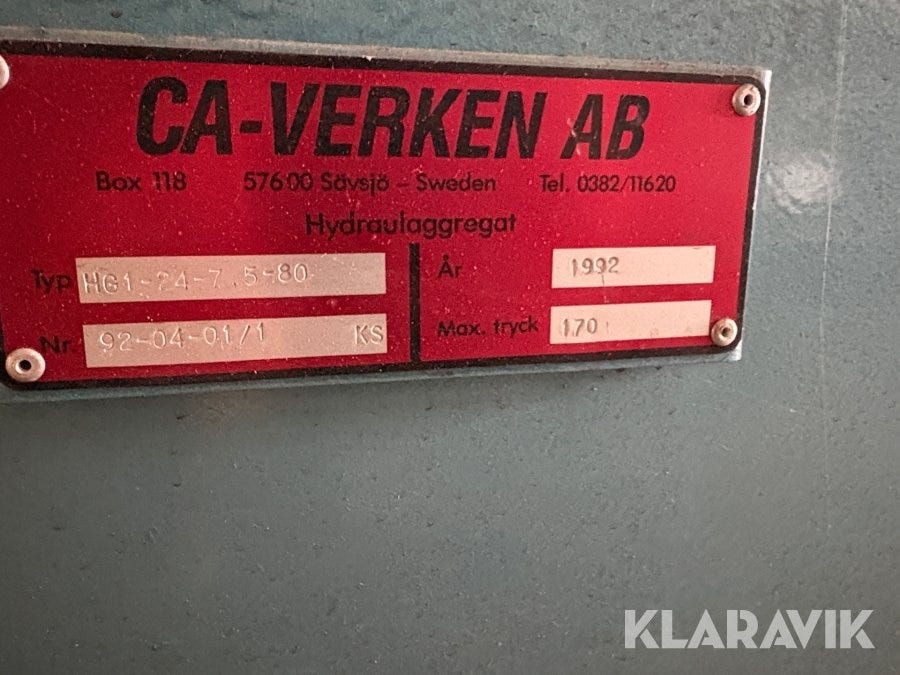 CA-VERKEN AB
Box 118 57600 Sävsjö - Sweden Tel. 0382/11620
Hydraulaggregat
Typ HG1-24-7.5-80 År 1992
Nr. 92-04-01/1 KS Max. tryck 170
KLARAVIK